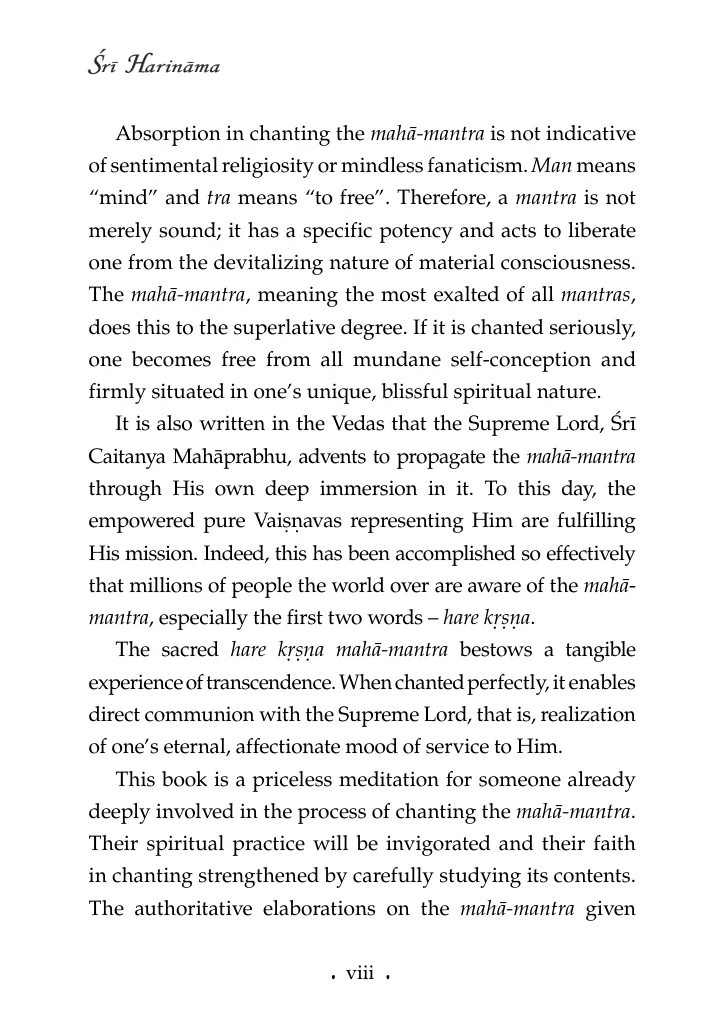 Śrī Harināma
Absorption in chanting the mahā-mantra is not indicative
of sentimental religiosity or mindless fanaticism. Man means
“mind” and tra means “to free”. Therefore, a mantra is not
merely sound; it has a specific potency and acts to liberate
one from the devitalizing nature of material consciousness.
The mahā-mantra, meaning the most exalted of all mantras,
does this to the superlative degree. If it is chanted seriously,
one becomes free from all mundane self-conception and
firmly situated in one’s unique, blissful spiritual nature.
It is also written in the Vedas that the Supreme Lord, Śrī
Caitanya Mahāprabhu, advents to propagate the mahā-mantra
through His own deep immersion in it. To this day, the
empowered pure Vaiṣṇavas representing Him are fulfilling
His mission. Indeed, this has been accomplished so effectively
that millions of people the world over are aware of the mahā-
mantra, especially the first two words – hare kṛṣṇa.
The sacred hare kṛṣṇa mahā-mantra bestows a tangible
experience of transcendence. When chanted perfectly, it enables
direct communion with the Supreme Lord, that is, realization
of one’s eternal, affectionate mood of service to Him.
This book is a priceless meditation for someone already
deeply involved in the process of chanting the mahā-mantra.
Their spiritual practice will be invigorated and their faith
in chanting strengthened by carefully studying its contents.
The authoritative elaborations on the mahā-mantra given
• viii •